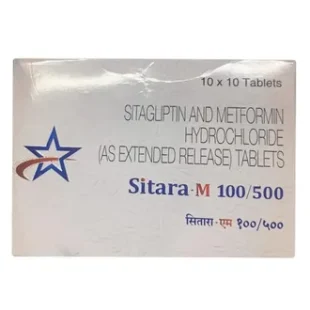 10 x 10 Tablets
SITAGLIPTIN AND METFORMIN
HYDROCHLORIDE
(AS EXTENDED RELEASE) TABLETS
Sitara-M 100/500
सितारा-एम १००/५००